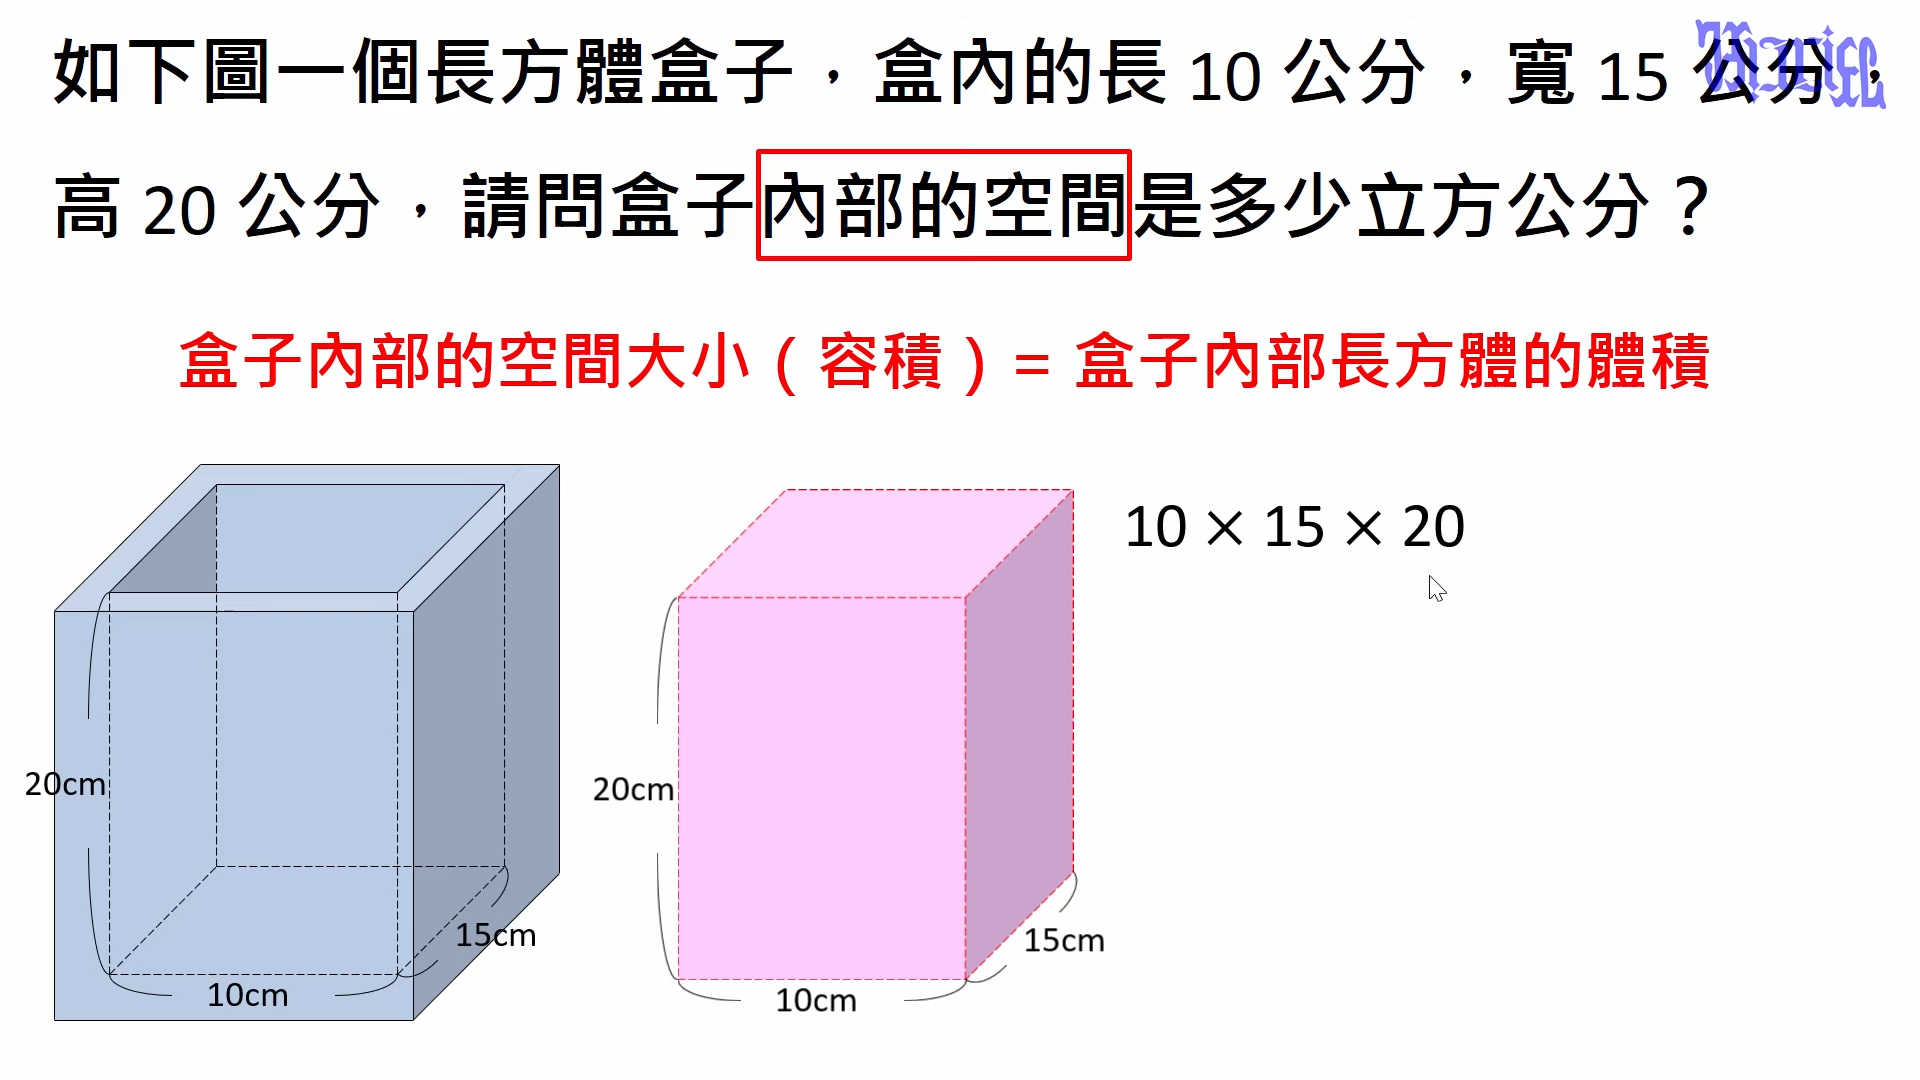 如下圖一個長方體盒子，盒內的長 10 公分，寬 15 公分，
高 20 公分，請問盒子內部的空間是多少立方公分？
盒子內部的空間大小（容積）= 盒子內部長方體的體積
10 × 15 × 20
20cm
15cm
10cm
20cm
15cm
10cm